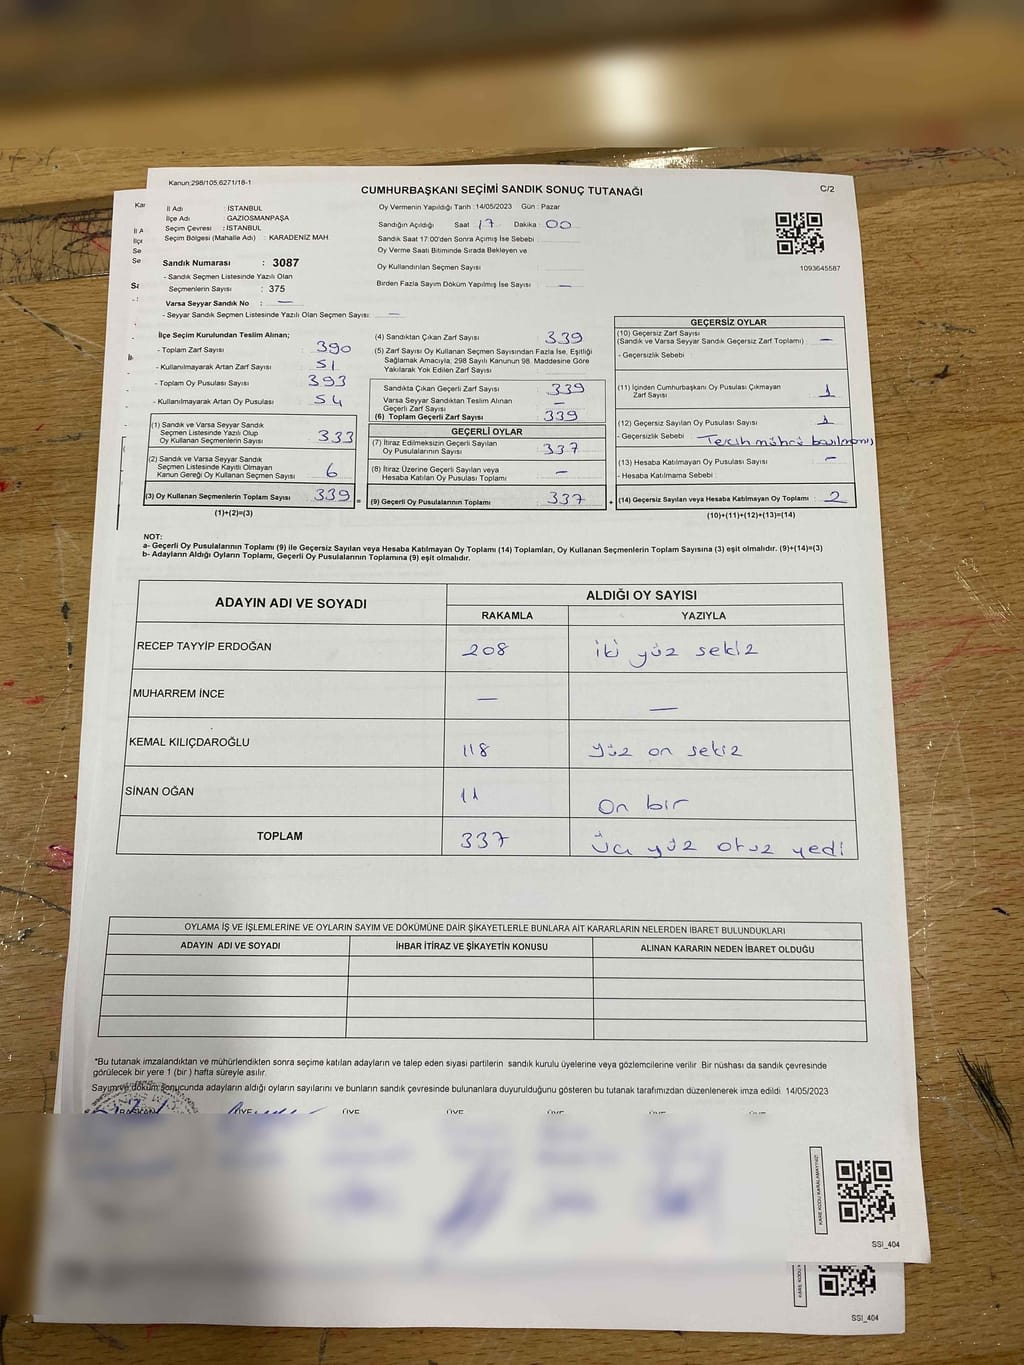 Kanun:298/105,6271/18-1
CUMHURBAŞKANI SEÇİMİ SANDIK SONUÇ TUTANAĞI
C/2
İl Adı : İSTANBUL
İlçe Adı : GAZİOSMANPAŞA
Seçim Çevresi : İSTANBUL
Seçim Bölgesi (Mahalle Adı) : KARADENİZ MAH.
Oy Vermenin Yapıldığı Tarih : 14/05/2023 Gün : Pazar
Sandığın Açıldığı Saat 17 Dakika : 00
Sandık Saat 17:00'den Sonra Açımış İse Sebebi
Oy Verme Saati Bitiminde Sırada Bekleyen ve
Oy Kullandırılan Seçmen Sayısı :
Birden Fazla Sayım Döküm Yapılmış İse Sayısı : —
1093645587
Sandık Numarası : 3087
- Sandık Seçmen Listesinde Yazılı Olan
Seçmenlerin Sayısı : 375
Varsa Seyyar Sandık No : —
- Seyyar Sandık Seçmen Listesinde Yazılı Olan Seçmen Sayısı : —
İlçe Seçim Kurulundan Teslim Alınan;
- Toplam Zarf Sayısı : 390
- Kullanılmayarak Artan Zarf Sayısı : 51
- Toplam Oy Pusulası Sayısı : 393
- Kullanılmayarak Artan Oy Pusulası : 54
(1) Sandık ve Varsa Seyyar Sandık
Seçmen Listesinde Yazılı Olup
Oy Kullanan Seçmenlerin Sayısı : 333
(2) Sandık ve Varsa Seyyar Sandık
Seçmen Listesinde Kayıtlı Olmayan
Kanun Gereği Oy Kullanan Seçmen Sayısı : 6
(3) Oy Kullanan Seçmenlerin Toplam Sayısı : 339 =
(1)+(2)=(3)
(4) Sandıktan Çıkan Zarf Sayısı : 339
(5) Zarf Sayısı Oy Kullanan Seçmen Sayısından Fazla İse, Eşitliği
Sağlamak Amacıyla; 298 Sayılı Kanunun 98. Maddesine Göre
Yakılarak Yok Edilen Zarf Sayısı :
Sandıkta Çıkan Geçerli Zarf Sayısı : 339
Varsa Seyyar Sandıktan Teslim Alınan
Geçerli Zarf Sayısı : —
(6) Toplam Geçerli Zarf Sayısı : 339
GEÇERLİ OYLAR
(7) İtiraz Edilmeksizin Geçerli Sayılan
Oy Pusulalarının Sayısı : 337
(8) İtiraz Üzerine Geçerli Sayılan veya
Hesaba Katılan Oy Pusulası Toplamı : —
(9) Geçerli Oy Pusulalarının Toplamı : 337 +
GEÇERSİZ OYLAR
(10) Geçersiz Zarf Sayısı
(Sandık ve Varsa Seyyar Sandık Geçersiz Zarf Toplamı) : —
- Geçersizlik Sebebi :
(11) İçinden Cumhurbaşkanı Oy Pusulası Çıkmayan
Zarf Sayısı : 1
(12) Geçersiz Sayılan Oy Pusulası Sayısı : 1
- Geçersizlik Sebebi : Tercih mührü basılmamış
(13) Hesaba Katılmayan Oy Pusulası Sayısı : —
- Hesaba Katılmama Sebebi :
(14) Geçersiz Sayılan veya Hesaba Katılmayan Oy Toplamı : 2
(10)+(11)+(12)+(13)=(14)
NOT:
a- Geçerli Oy Pusulalarının Toplamı (9) ile Geçersiz Sayılan veya Hesaba Katılmayan Oy Toplamı (14) Toplamları, Oy Kullanan Seçmenlerin Toplam Sayısına (3) eşit olmalıdır. (9)+(14)=(3)
b- Adayların Aldığı Oyların Toplamı, Geçerli Oy Pusulalarının Toplamına (9) eşit olmalıdır.
ADAYIN ADI VE SOYADI ALDIĞI OY SAYISI
RAKAMLA YAZIYLA
RECEP TAYYİP ERDOĞAN 208 iki yüz sekiz
MUHARREM İNCE — —
KEMAL KILIÇDAROĞLU 118 yüz on sekiz
SİNAN OĞAN 11 on bir
TOPLAM 337 üç yüz otuz yedi
OYLAMA İŞ VE İŞLEMLERİNE VE OYLARIN SAYIM VE DÖKÜMÜNE DAİR ŞİKAYETLERLE BUNLARA AİT KARARLARIN NELERDEN İBARET BULUNDUKLARI
ADAYIN ADI VE SOYADI İHBAR İTİRAZ VE ŞİKAYETİN KONUSU ALINAN KARARIN NEDEN İBARET OLDUĞU
*Bu tutanak imzalandıktan ve mühürlendikten sonra seçime katılan adayların ve talep eden siyasi partilerin sandık kurulu üyelerine veya gözlemcilerine verilir. Bir nüshası da sandık çevresinde
görülecek bir yere 1 (bir ) hafta süreyle asılır.
Sayım ve döküm sonucunda adayların aldığı oyların sayılarını ve bunların sandık çevresinde bulunanlara duyurulduğunu gösteren bu tutanak tarafımızdan düzenlenerek imza edildi. 14/05/2023
BAŞKAN ÜYE ÜYE ÜYE ÜYE ÜYE ÜYE
KARE KODU KARALAMAYINIZ!
SSİ_404
KARE KODU
SSİ_404